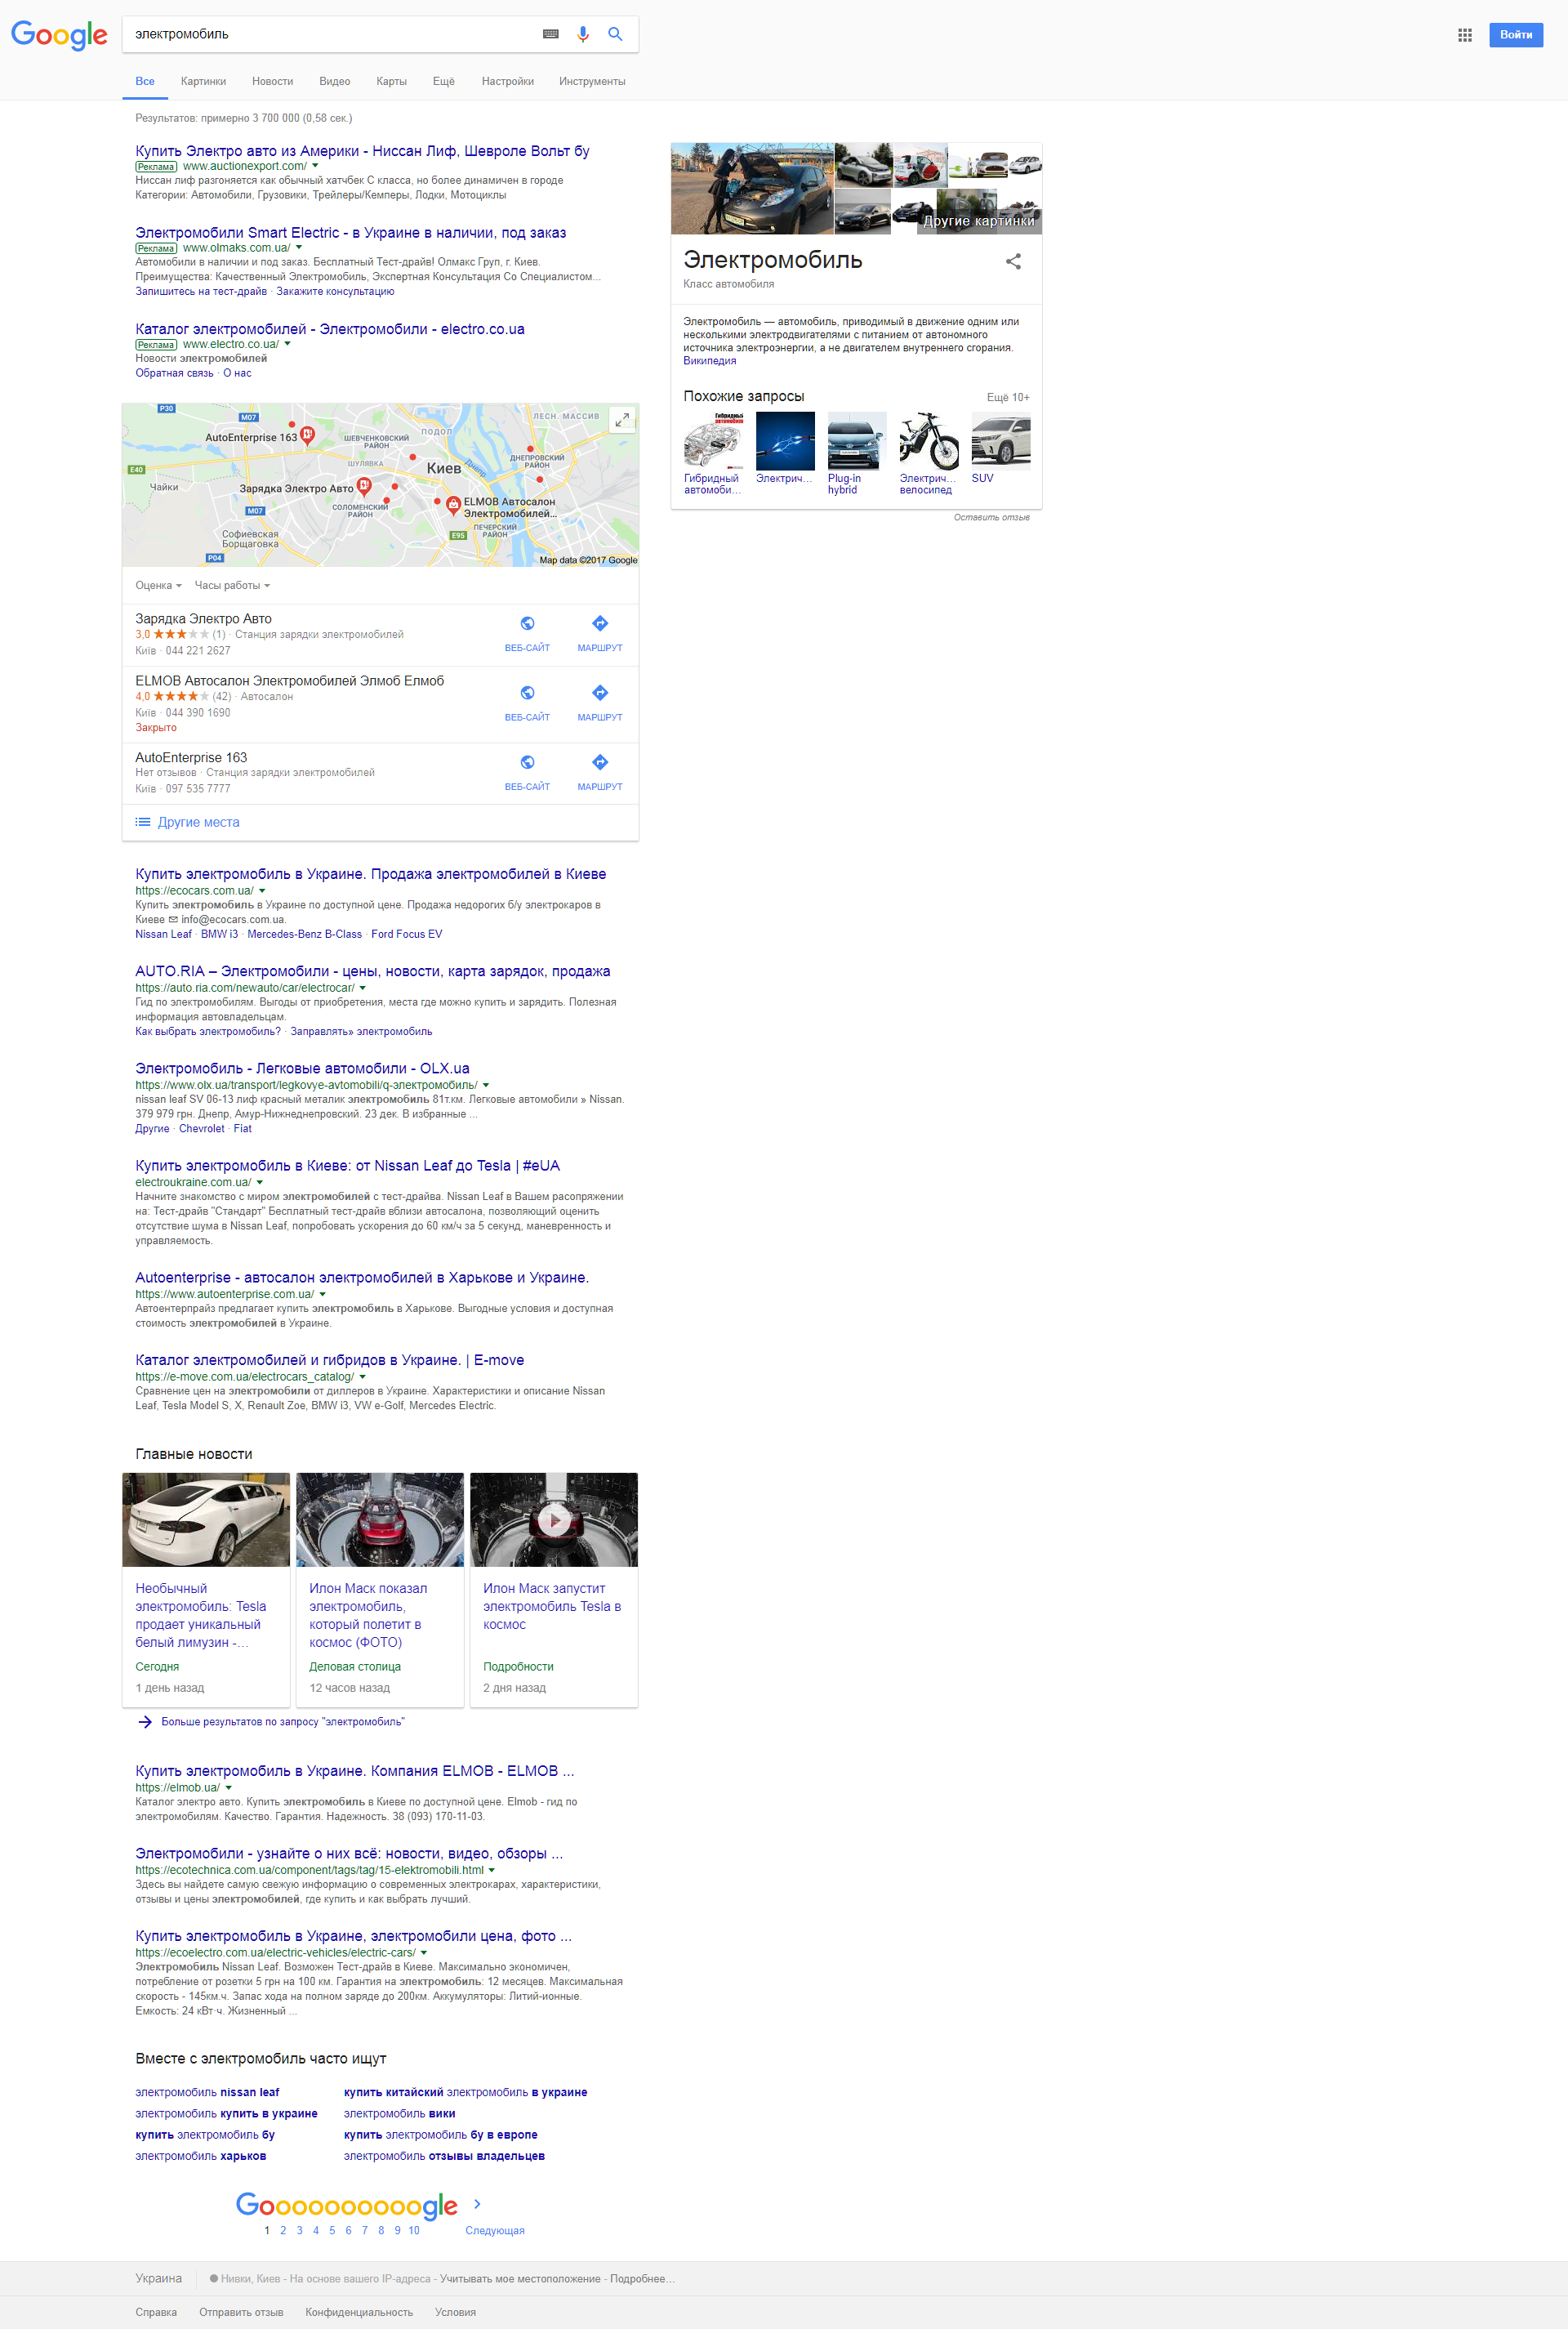 Google
электромобиль
Войти
Все Картинки Новости Видео Карты Ещё Настройки Инструменты
Результатов: примерно 3 700 000 (0,58 сек.)
Купить Электро авто из Америки - Ниссан Лиф, Шевроле Вольт бу
Реклама www.auctionexport.com/
Ниссан лиф разгоняется как обычный хатчбек С класса, но более динамичен в городе
Категории: Автомобили, Грузовики, Трейлеры/Кемперы, Лодки, Мотоциклы
Электромобили Smart Electric - в Украине в наличии, под заказ
Реклама www.olmaks.com.ua/
Автомобили в наличии и под заказ. Бесплатный Тест-драйв! Олмакс Груп, г. Киев.
Преимущества: Качественный Электромобиль, Экспертная Консультация Со Специалистом...
Запишитесь на тест-драйв · Закажите консультацию
Каталог электромобилей - Электромобили - electro.co.ua
Реклама www.electro.co.ua/
Новости электромобилей
Обратная связь · О нас
P30
M07
ЛЕСН. МАССИВ
AutoEnterprise 163
ШЕВЧЕНКОВСКИЙ
РАЙОН
ПОДОЛ
ДНЕПРОВСКИЙ
РАЙОН
ШУЛЯВКА
Киев
Днепр
E40
Чайки
Зарядка Электро Авто
M07
СОЛОМЕНСКИЙ
РАЙОН
ELMOB Автосалон
Электромобилей...
ПЕЧЕРСКИЙ
РАЙОН
E95
Софиевская
Борщаговка
P04
Map data ©2017 Google
Оценка Часы работы
Зарядка Электро Авто
3,0 (1) · Станция зарядки электромобилей
Київ · 044 221 2627
ВЕБ-САЙТ МАРШРУТ
ELMOB Автосалон Электромобилей Элмоб Елмоб
4,0 (42) · Автосалон
Київ · 044 390 1690
Закрыто
ВЕБ-САЙТ МАРШРУТ
AutoEnterprise 163
Нет отзывов · Станция зарядки электромобилей
Київ · 097 535 7777
ВЕБ-САЙТ МАРШРУТ
Другие места
Купить электромобиль в Украине. Продажа электромобилей в Киеве
https://ecocars.com.ua/
Купить электромобиль в Украине по доступной цене. Продажа недорогих б/у электрокаров в
Киеве ✉ info@ecocars.com.ua.
Nissan Leaf · BMW i3 · Mercedes-Benz B-Class · Ford Focus EV
AUTO.RIA – Электромобили - цены, новости, карта зарядок, продажа
https://auto.ria.com/newauto/car/electrocar/
Гид по электромобилям. Выгоды от приобретения, места где можно купить и зарядить. Полезная
информация автовладельцам.
Как выбрать электромобиль? · Заправлять» электромобиль
Электромобиль - Легковые автомобили - OLX.ua
https://www.olx.ua/transport/legkovye-avtomobili/q-электромобиль/
nissan leaf SV 06-13 лиф красный металик электромобиль 81т.км. Легковые автомобили » Nissan.
379 979 грн. Днепр, Амур-Нижнеднепровский. 23 дек. В избранные ...
Другие · Chevrolet · Fiat
Купить электромобиль в Киеве: от Nissan Leaf до Tesla | #eUA
electroukraine.com.ua/
Начните знакомство с миром электромобилей с тест-драйва. Nissan Leaf в Вашем распоряжении
на: Тест-драйв "Стандарт" Бесплатный тест-драйв вблизи автосалона, позволяющий оценить
отсутствие шума в Nissan Leaf, попробовать ускорения до 60 км/ч за 5 секунд, маневренность и
управляемость.
Autoenterprise - автосалон электромобилей в Харькове и Украине.
https://www.autoenterprise.com.ua/
Автоентерпрайз предлагает купить электромобиль в Харькове. Выгодные условия и доступная
стоимость электромобилей в Украине.
Каталог электромобилей и гибридов в Украине. | E-move
https://e-move.com.ua/electrocars_catalog/
Сравнение цен на электромобили от диллеров в Украине. Характеристики и описание Nissan
Leaf, Tesla Model S, X, Renault Zoe, BMW i3, VW e-Golf, Mercedes Electric.
Главные новости
Необычный
электромобиль: Tesla
продает уникальный
белый лимузин -…
Сегодня
1 день назад
Илон Маск показал
электромобиль,
который полетит в
космос (ФОТО)
Деловая столица
12 часов назад
Илон Маск запустит
электромобиль Tesla в
космос
Подробности
2 дня назад
Больше результатов по запросу "электромобиль"
Купить электромобиль в Украине. Компания ELMOB - ELMOB ...
https://elmob.ua/
Каталог электро авто. Купить электромобиль в Киеве по доступной цене. Elmob - гид по
электромобилям. Качество. Гарантия. Надежность. 38 (093) 170-11-03.
Электромобили - узнайте о них всё: новости, видео, обзоры ...
https://ecotechnica.com.ua/component/tags/tag/15-elektromobili.html
Здесь вы найдете самую свежую информацию о современных электрокарах, характеристики,
отзывы и цены электромобилей, где купить и как выбрать лучший.
Купить электромобиль в Украине, электромобили цена, фото ...
https://ecoelectro.com.ua/electric-vehicles/electric-cars/
Электромобиль Nissan Leaf. Возможен Тест-драйв в Киеве. Максимально экономичен,
потребление от розетки 5 грн на 100 км. Гарантия на электромобиль: 12 месяцев. Максимальная
скорость - 145км.ч. Запас хода на полном заряде до 200км. Аккумуляторы: Литий-ионные.
Емкость: 24 кВт·ч. Жизненный ...
Вместе с электромобиль часто ищут
электромобиль nissan leaf
электромобиль купить в украине
купить электромобиль бу
электромобиль харьков
купить китайский электромобиль в украине
электромобиль вики
купить электромобиль бу в европе
электромобиль отзывы владельцев
Goooooooooogle
1 2 3 4 5 6 7 8 9 10 Следующая
Другие картинки
Электромобиль
Класс автомобиля
Электромобиль — автомобиль, приводимый в движение одним или
несколькими электродвигателями с питанием от автономного
источника электроэнергии, а не двигателем внутреннего сгорания.
Википедия
Похожие запросы Ещё 10+
Гибридный
автомоби…
Электрич…
Plug-in
hybrid
Электрич…
велосипед
SUV
Оставить отзыв
Украина Нивки, Киев - На основе вашего IP-адреса - Учитывать мое местоположение - Подробнее…
Справка Отправить отзыв Конфиденциальность Условия